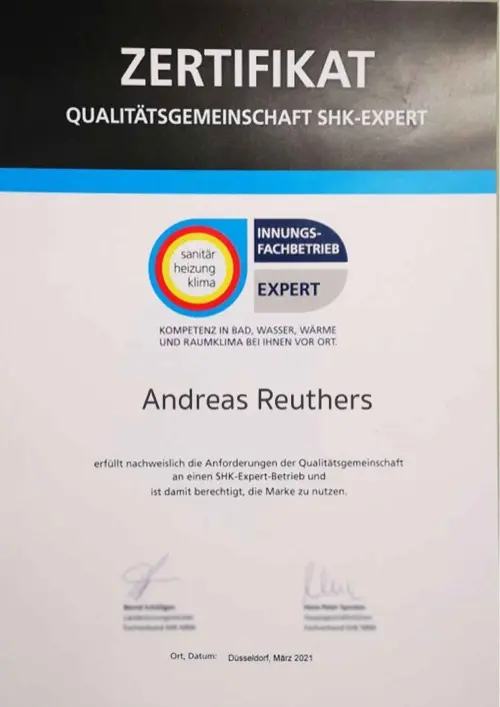 ZERTIFIKAT
QUALITÄTSGEMEINSCHAFT SHK-EXPERT
sanitär
heizung
klima
INNUNGS-
FACHBETRIEB
EXPERT
KOMPETENZ IN BAD, WASSER, WÄRME
UND RAUMKLIMA BEI IHNEN VOR ORT.
Andreas Reuthers
erfüllt nachweislich die Anforderungen der Qualitätsgemeinschaft
an einen SHK-Expert-Betrieb und
ist damit berechtigt, die Marke zu nutzen.
Ort, Datum: Düsseldorf, März 2021